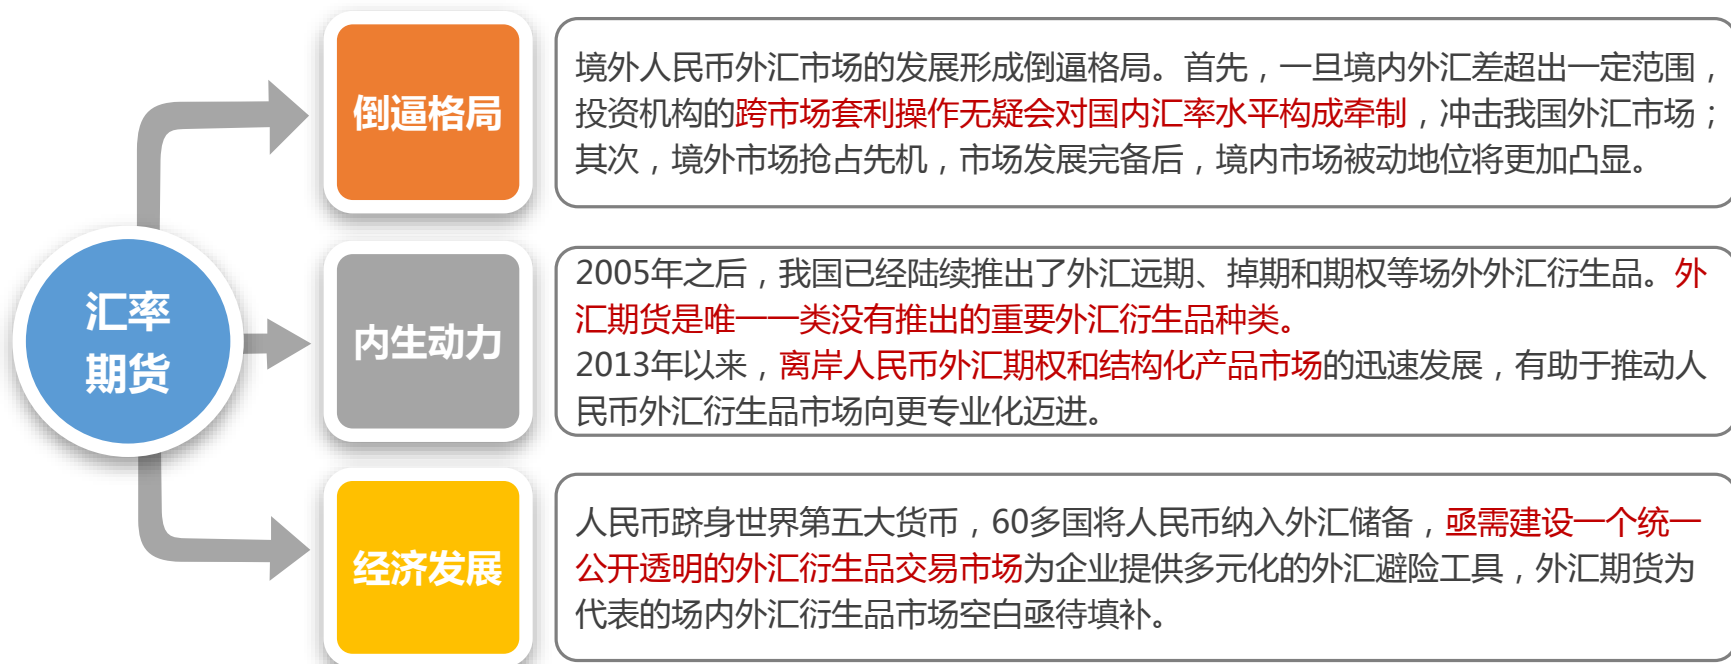 汇率
期货
倒逼格局
境外人民币外汇市场的发展形成倒逼格局。首先，一旦境内外汇差超出一定范围，
投资机构的跨市场套利操作无疑会对国内汇率水平构成牵制，冲击我国外汇市场；
其次，境外市场抢占先机，市场发展完备后，境内市场被动地位将更加凸显。
内生动力
2005年之后，我国已经陆续推出了外汇远期、掉期和期权等场外外汇衍生品。外
汇期货是唯一一类没有推出的重要外汇衍生品种类。
2013年以来，离岸人民币外汇期权和结构化产品市场的迅速发展，有助于推动人
民币外汇衍生品市场向更专业化迈进。
经济发展
人民币跻身世界第五大货币，60多国将人民币纳入外汇储备，亟需建设一个统一
公开透明的外汇衍生品交易市场为企业提供多元化的外汇避险工具，外汇期货为
代表的场内外汇衍生品市场空白亟待填补。